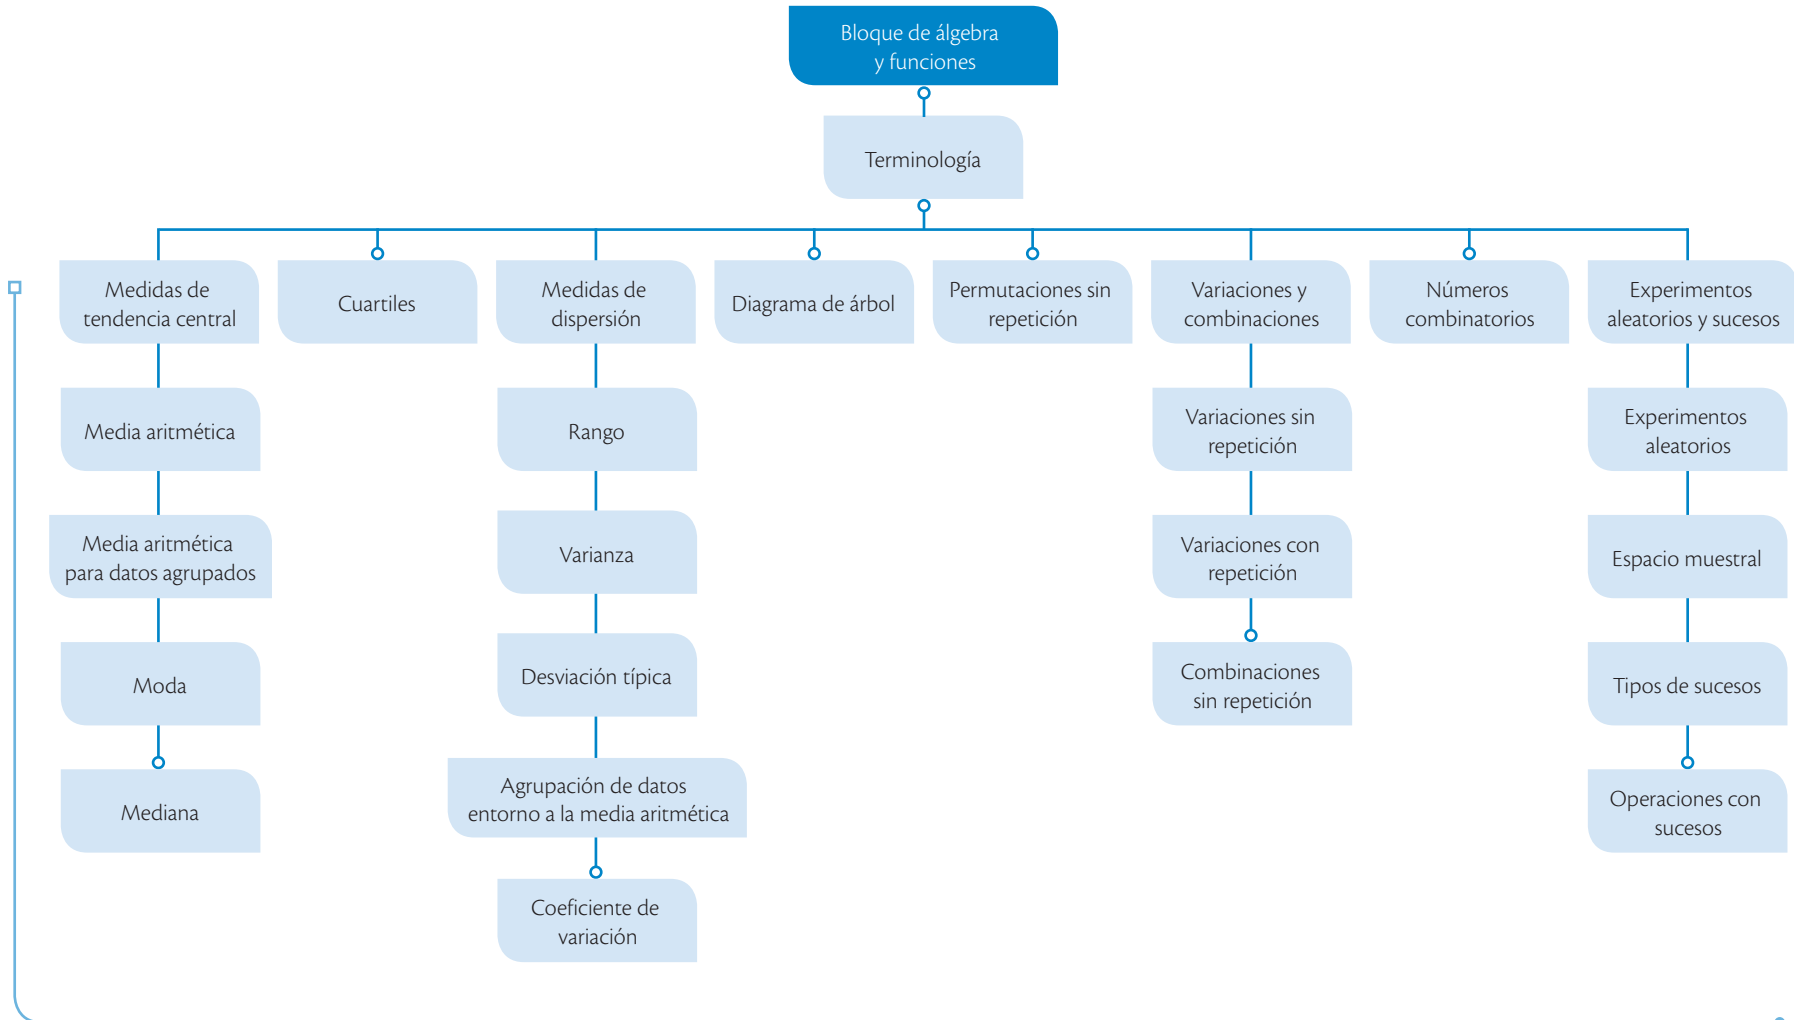 Bloque de álgebra
y funciones
Terminología
Medidas de
tendencia central
Cuartiles
Medidas de
dispersión
Diagrama de árbol
Permutaciones sin
repetición
Variaciones y
combinaciones
Números
combinatorios
Experimentos
aleatorios y sucesos
Media aritmética
Rango
Variaciones sin
repetición
Experimentos
aleatorios
Media aritmética
para datos agrupados
Varianza
Variaciones con
repetición
Espacio muestral
Moda
Desviación típica
Combinaciones
sin repetición
Tipos de sucesos
Mediana
Agrupación de datos
entorno a la media aritmética
Operaciones con
sucesos
Coeficiente de
variación